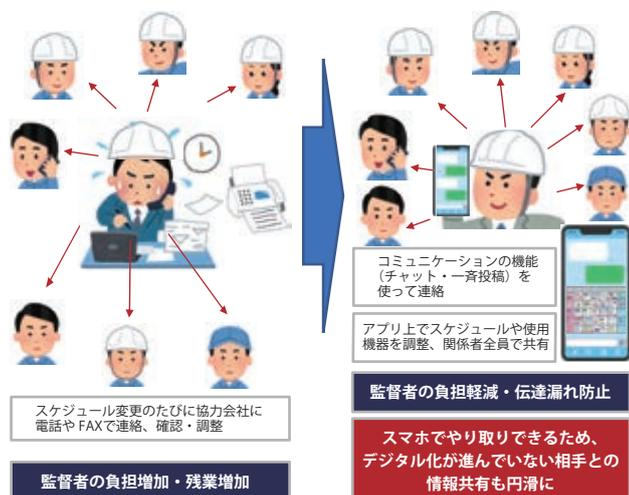 スケジュール変更のたびに協力会社に
電話や FAXで連絡、確認・調整
監督者の負担増加・残業増加
コミュニケーションの機能
（チャット・一斉投稿）を
使って連絡
アプリ上でスケジュールや使用
機器を調整、関係者全員で共有
監督者の負担軽減・伝達漏れ防止
スマホでやり取りできるため、
デジタル化が進んでいない相手との
情報共有も円滑に